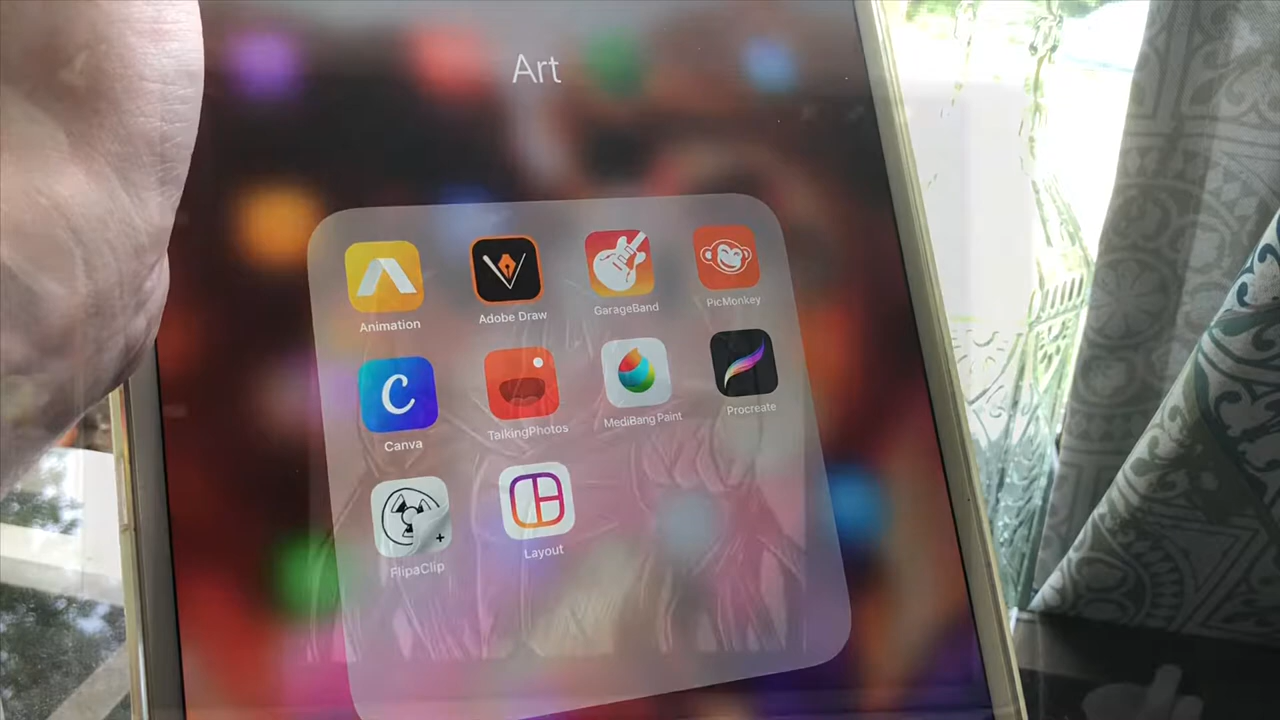 Art
Animation
Adobe Draw
GarageBand
PicMonkey
C
Canva
TalkingPhotos
MediBang Paint
Procreate
+
FlipaClip
Layout